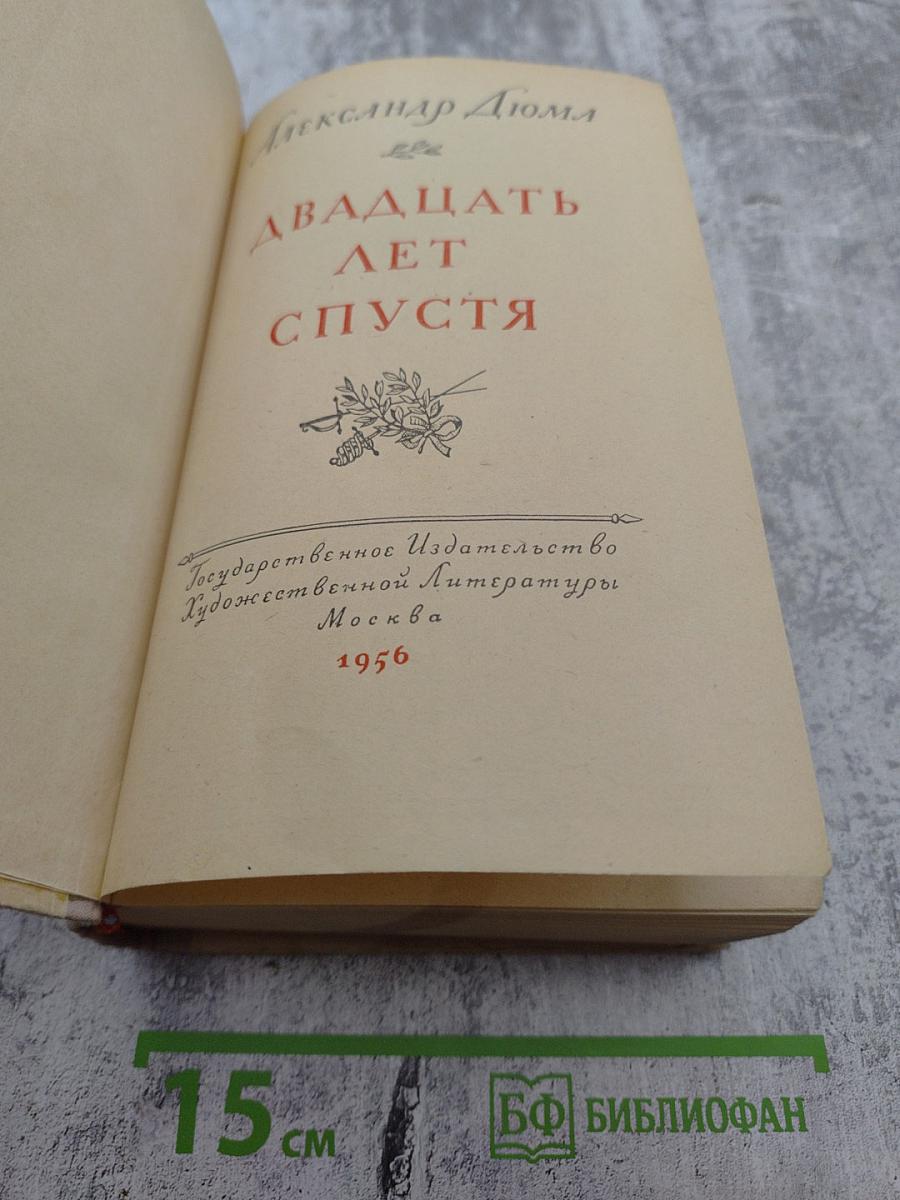 Александр Дюма
ДВАДЦАТЬ
ЛЕТ
СПУСТЯ
Государственное Издательство
Художественной Литературы
Москва
1956
15 см
БФ БИБЛИОФАН